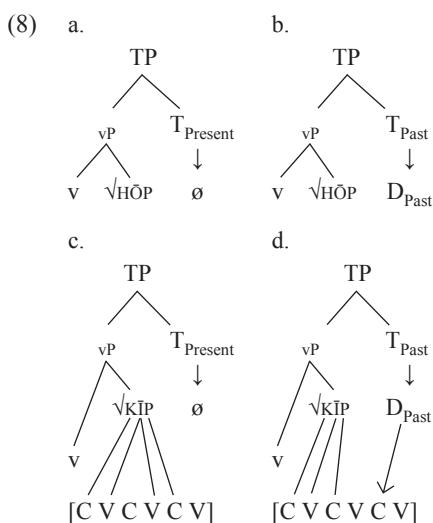 (8) a. b.
TP TP
vP T_Present vP T_Past
↓ ↓
v √HŌP ø v √HŌP D_Past
c. d.
TP TP
vP T_Present vP T_Past
↓ ↓
√KĪP ø √KĪP D_Past
v v
[C V C V C V] [C V C V C V]